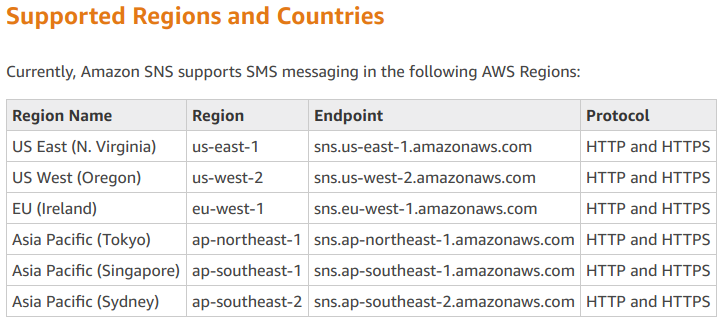 Supported Regions and Countries
Currently, Amazon SNS supports SMS messaging in the following AWS Regions:
Region Name Region Endpoint Protocol
US East (N. Virginia) us-east-1 sns.us-east-1.amazonaws.com HTTP and HTTPS
US West (Oregon) us-west-2 sns.us-west-2.amazonaws.com HTTP and HTTPS
EU (Ireland) eu-west-1 sns.eu-west-1.amazonaws.com HTTP and HTTPS
Asia Pacific (Tokyo) ap-northeast-1 sns.ap-northeast-1.amazonaws.com HTTP and HTTPS
Asia Pacific (Singapore) ap-southeast-1 sns.ap-southeast-1.amazonaws.com HTTP and HTTPS
Asia Pacific (Sydney) ap-southeast-2 sns.ap-southeast-2.amazonaws.com HTTP and HTTPS